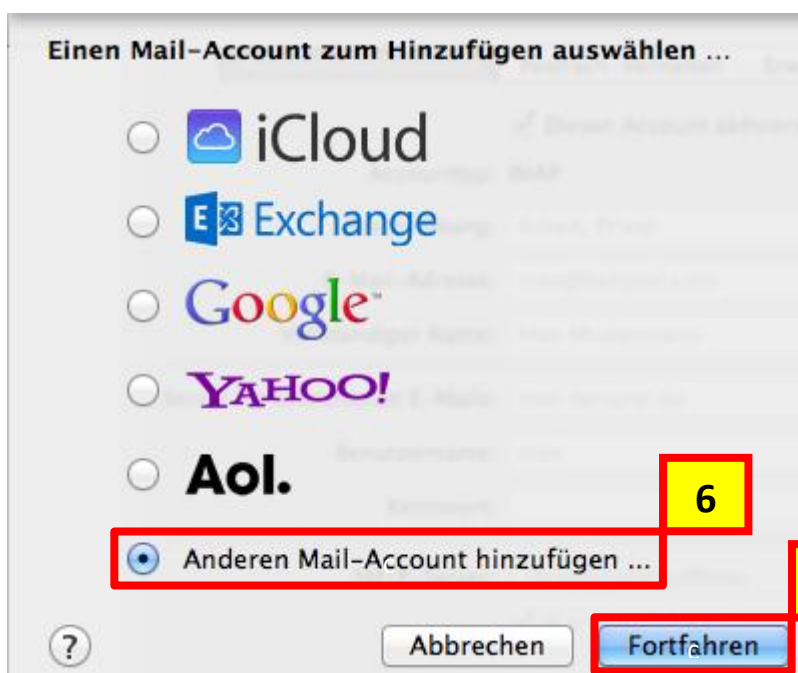 Einen Mail-Account zum Hinzufügen auswählen ...
iCloud
Exchange
Google
YAHOO!
Aol.
6
Anderen Mail-Account hinzufügen ...
?
Abbrechen
Fortfahren